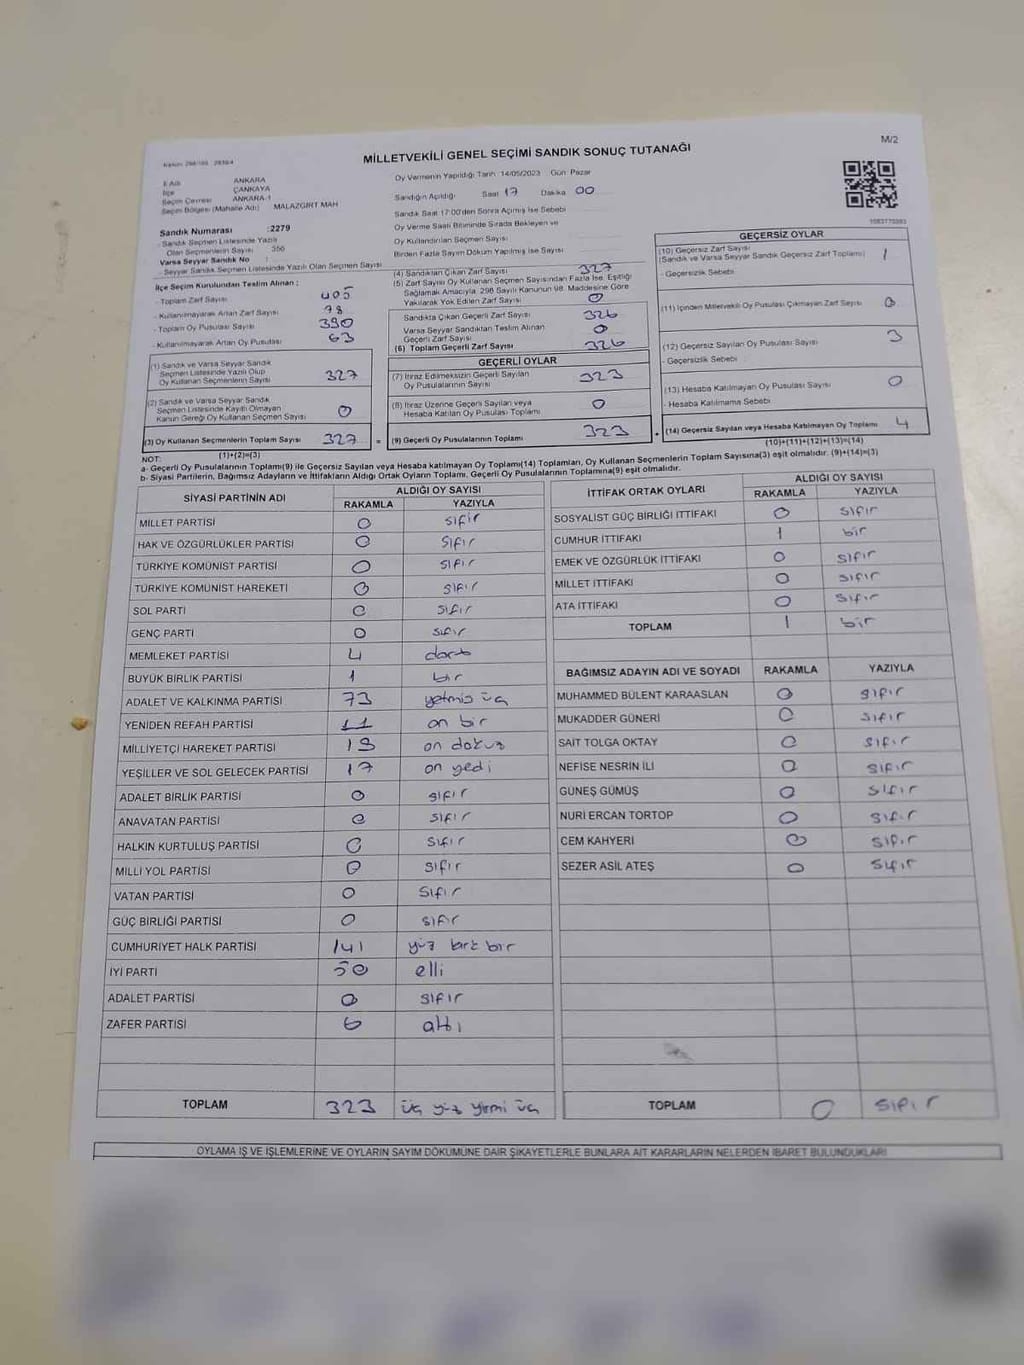 M/2
MİLLETVEKİLİ GENEL SEÇİMİ SANDIK SONUÇ TUTANAĞI
İl Adı ANKARA
İlçe ÇANKAYA
Seçim Çevresi ANKARA-1
Seçim Bölgesi (Mahalle Adı) MALAZGİRT MAH
Sandık Numarası :2279
- Sandık Seçmen Listesinde Yazılı
Olan Seçmenlerin Sayısı 356
Varsa Seyyar Sandık No :
- Seyyar Sandık Seçmen Listesinde Yazılı Olan Seçmen Sayısı
İlçe Seçim Kurulundan Teslim Alınan :
- Toplam Zarf Sayısı 405
- Kullanılmayarak Artan Zarf Sayısı 78
- Toplam Oy Pusulası Sayısı 390
- Kullanılmayarak Artan Oy Pusulası 63
(1) Sandık ve Varsa Seyyar Sandık
Seçmen Listesinde Yazılı Olup
Oy Kullanan Seçmenlerin Sayısı 327
(2) Sandık ve Varsa Seyyar Sandık
Seçmen Listesinde Kayıtlı Olmayan
Kanun Gereği Oy Kullanan Seçmen Sayısı 0
(3) Oy Kullanan Seçmenlerin Toplam Sayısı 327 =
(1)+(2)=(3)
Oy Vermenin Yapıldığı Tarih 14/05/2023 Gün Pazar
Sandığın Açıldığı Saat 17 Dakika 00
Sandık Saat 17:00'den Sonra Açılmış İse Sebebi
Oy Verme Saati Bitiminde Sırada Bekleyen ve
Oy Kullandırılan Seçmen Sayısı
Birden Fazla Sayım Döküm Yapılmış İse Sayısı
(4) Sandıktan Çıkan Zarf Sayısı 327
(5) Zarf Sayısı Oy Kullanan Seçmen Sayısından Fazla İse, Eşitliği
Sağlamak Amacıyla 298 Sayılı Kanunun 98. Maddesine Göre
Yakılarak Yok Edilen Zarf Sayısı 0
Sandıkta Çıkan Geçerli Zarf Sayısı 326
Varsa Seyyar Sandıktan Teslim Alınan
Geçerli Zarf Sayısı 0
(6) Toplam Geçerli Zarf Sayısı 326
GEÇERLİ OYLAR
(7) İtiraz Edilmeksizin Geçerli Sayılan
Oy Pusulalarının Sayısı 323
(8) İtiraz Üzerine Geçerli Sayılan veya
Hesaba Katılan Oy Pusulası Toplamı 0
(9) Geçerli Oy Pusulalarının Toplamı 323 +
GEÇERSİZ OYLAR
(10) Geçersiz Zarf Sayısı
(Sandık ve Varsa Seyyar Sandık Geçersiz Zarf Toplamı) 1
- Geçersizlik Sebebi
(11) İçinden Milletvekili Oy Pusulası Çıkmayan Zarf Sayısı 0
(12) Geçersiz Sayılan Oy Pusulası Sayısı 3
- Geçersizlik Sebebi
(13) Hesaba Katılmayan Oy Pusulası Sayısı 0
- Hesaba Katılmama Sebebi
(14) Geçersiz Sayılan veya Hesaba Katılmayan Oy Toplamı 4
(10)+(11)+(12)+(13)=(14)
NOT:
a- Geçerli Oy Pusulalarının Toplamı(9) ile Geçersiz Sayılan veya Hesaba katılmayan Oy Toplamı(14) Toplamları, Oy Kullanan Seçmenlerin Toplam Sayısına(3) eşit olmalıdır. (9)+(14)=(3)
b- Siyasi Partilerin, Bağımsız Adayların ve İttifakların Aldığı Ortak Oyların Toplamı, Geçerli Oy Pusulalarının Toplamına(9) eşit olmalıdır.
SİYASİ PARTİNİN ADI ALDIĞI OY SAYISI
RAKAMLA YAZIYLA
MİLLET PARTİSİ 0 sıfır
HAK VE ÖZGÜRLÜKLER PARTİSİ 0 sıfır
TÜRKİYE KOMÜNİST PARTİSİ 0 sıfır
TÜRKİYE KOMÜNİST HAREKETİ 0 sıfır
SOL PARTİ 0 sıfır
GENÇ PARTİ 0 sıfır
MEMLEKET PARTİSİ 4 dört
BÜYÜK BİRLİK PARTİSİ 1 bir
ADALET VE KALKINMA PARTİSİ 73 yetmiş üç
YENİDEN REFAH PARTİSİ 11 on bir
MİLLİYETÇİ HAREKET PARTİSİ 19 on dokuz
YEŞİLLER VE SOL GELECEK PARTİSİ 17 on yedi
ADALET BİRLİK PARTİSİ 0 sıfır
ANAVATAN PARTİSİ 0 sıfır
HALKIN KURTULUŞ PARTİSİ 0 sıfır
MİLLİ YOL PARTİSİ 0 sıfır
VATAN PARTİSİ 0 sıfır
GÜÇ BİRLİĞİ PARTİSİ 0 sıfır
CUMHURİYET HALK PARTİSİ 141 yüz kırk bir
İYİ PARTİ 50 elli
ADALET PARTİSİ 0 sıfır
ZAFER PARTİSİ 6 altı
TOPLAM 323 üç yüz yirmi üç
İTTİFAK ORTAK OYLARI ALDIĞI OY SAYISI
RAKAMLA YAZIYLA
SOSYALİST GÜÇ BİRLİĞİ İTTİFAKI 0 sıfır
CUMHUR İTTİFAKI 1 bir
EMEK VE ÖZGÜRLÜK İTTİFAKI 0 sıfır
MİLLET İTTİFAKI 0 sıfır
ATA İTTİFAKI 0 sıfır
TOPLAM 1 bir
BAĞIMSIZ ADAYIN ADI VE SOYADI RAKAMLA YAZIYLA
MUHAMMED BÜLENT KARAASLAN 0 sıfır
MUKADDER GÜNERİ 0 sıfır
SAİT TOLGA OKTAY 0 sıfır
NEFİSE NESRİN İLİ 0 sıfır
GÜNEŞ GÜMÜŞ 0 sıfır
NURİ ERCAN TORTOP 0 sıfır
CEM KAHYERİ 0 sıfır
SEZER ASİL ATEŞ 0 sıfır
TOPLAM 0 sıfır
OYLAMA İŞ VE İŞLEMLERİNE VE OYLARIN SAYIM DÖKÜMÜNE DAİR ŞİKAYETLERLE BUNLARA AİT KARARLARIN NELERDEN İBARET BULUNDUKLARI